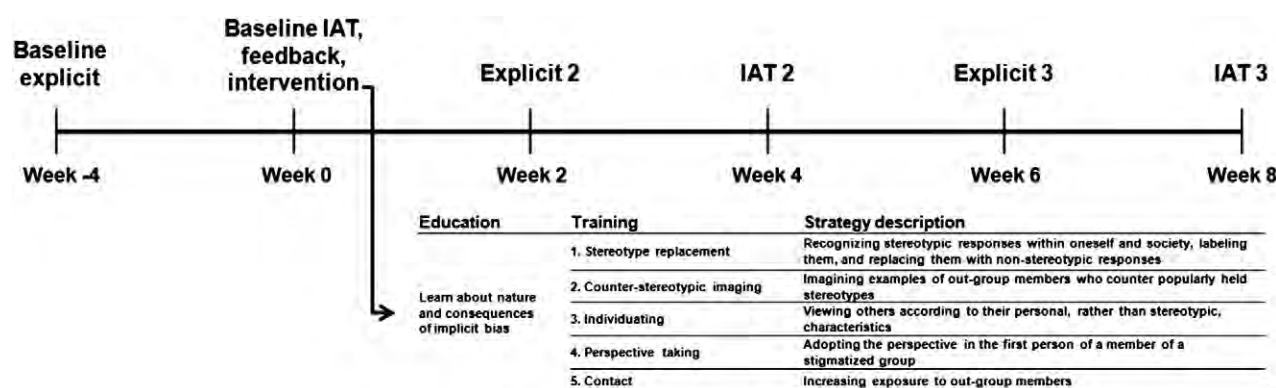 Baseline
explicit
Baseline IAT,
feedback,
intervention
Explicit 2
IAT 2
Explicit 3
IAT 3
Week -4
Week 0
Week 2
Week 4
Week 6
Week 8
Education
Training
Strategy description
Learn about nature
and consequences
of implicit bias
1. Stereotype replacement
Recognizing stereotypic responses within oneself and society, labeling
them, and replacing them with non-stereotypic responses
2. Counter-stereotypic imaging
Imagining examples of out-group members who counter popularly held
stereotypes
3. Individuating
Viewing others according to their personal, rather than stereotypic,
characteristics
4. Perspective taking
Adopting the perspective in the first person of a member of a
stigmatized group
5. Contact
Increasing exposure to out-group members